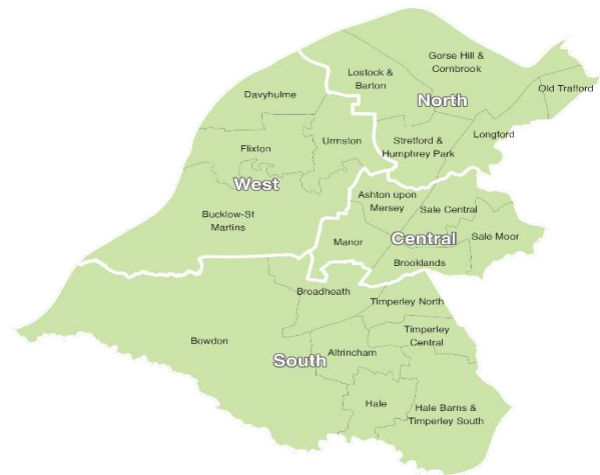 Gorse Hill &
Cornbrook
Lostock &
Barton
Old Trafford
North
Davyhulme
Longford
Urmston
Stretford &
Humphrey Park
Flixton
West
Ashton upon
Mersey
Sale Central
Bucklow-St
Martins
Manor
Central
Sale Moor
Brooklands
Broadheath
Timperley North
Timperley
Central
Bowdon
Altrincham
South
Hale
Hale Barns &
Timperley South